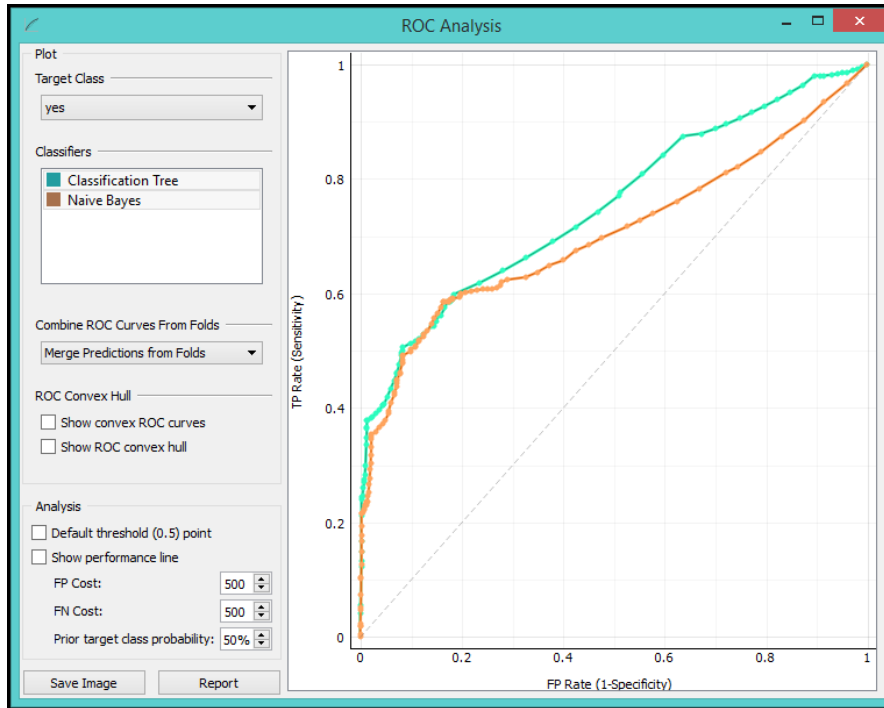 ROC Analysis
Plot
Target Class
yes
Classifiers
Classification Tree
Naive Bayes
Combine ROC Curves From Folds
Merge Predictions from Folds
ROC Convex Hull
Show convex ROC curves
Show ROC convex hull
Analysis
Default threshold (0.5) point
Show performance line
FP Cost: 500
FN Cost: 500
Prior target class probability: 50%
Save Image Report
TP Rate (Sensitivity)
1
0.8
0.6
0.4
0.2
0
0 0.2 0.4 0.6 0.8 1
FP Rate (1-Specificity)